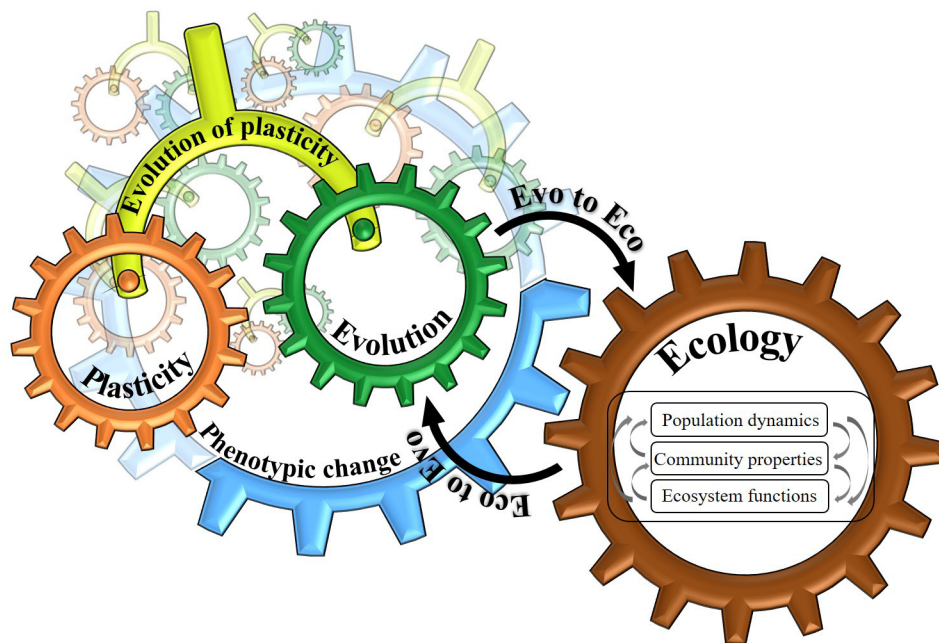 Evolution of plasticity
Evo to Eco
Plasticity
Evolution
Ecology
Population dynamics
Community properties
Ecosystem functions
Phenotypic change
Eco to Evo